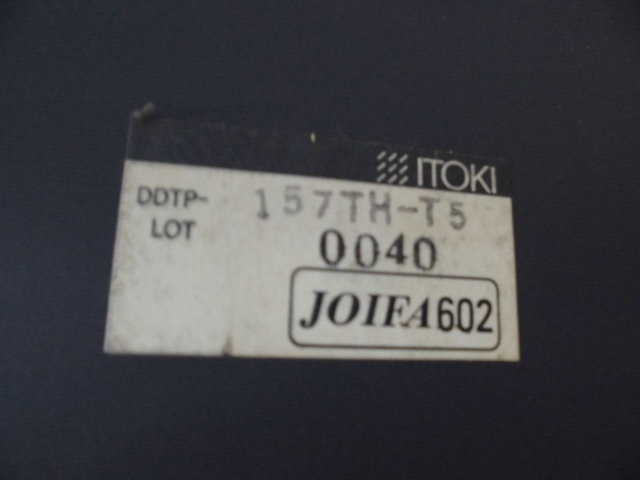 ITOKI
DDTP- 157TH-T5
LOT 0040
JOIFA602